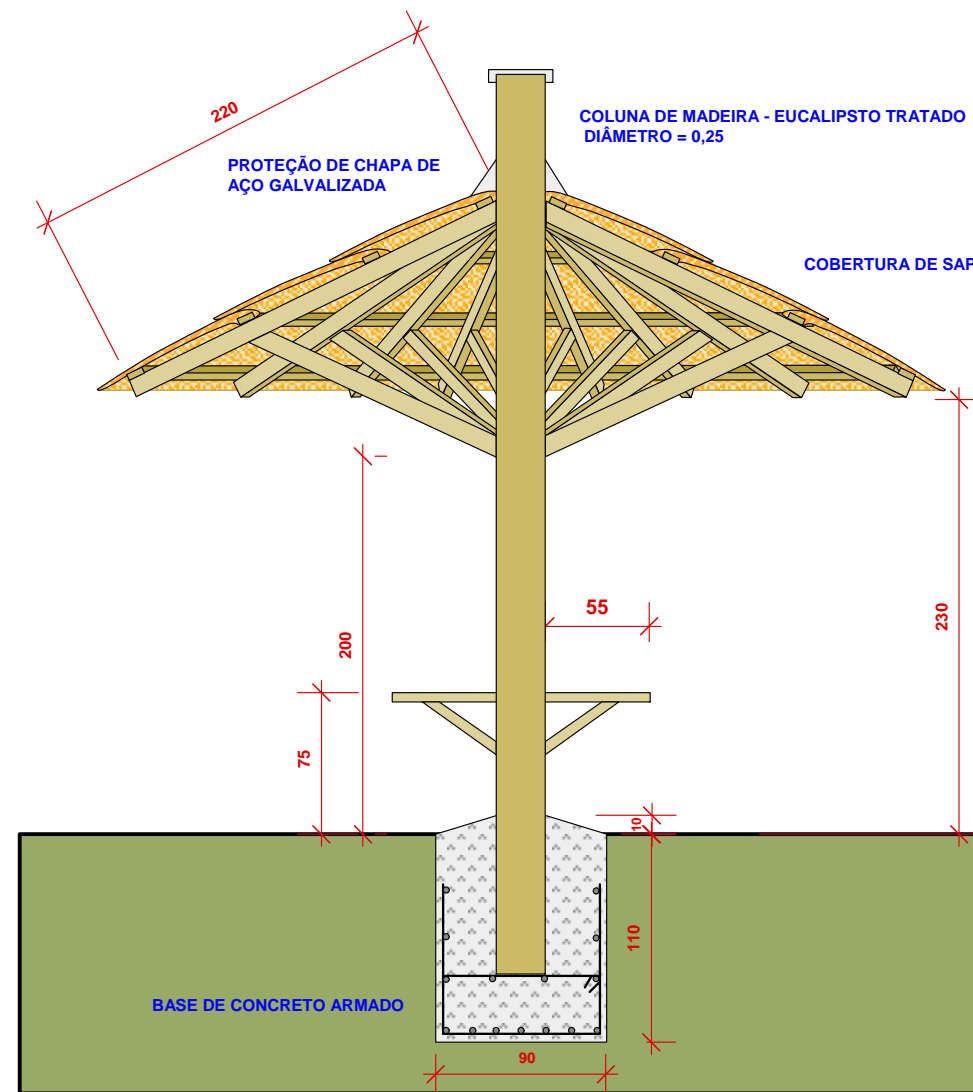 220
COLUNA DE MADEIRA - EUCALIPSTO TRATADO
DIÂMETRO = 0,25
PROTEÇÃO DE CHAPA DE
AÇO GALVALIZADA
COBERTURA DE SAP
230
200
55
75
10
110
BASE DE CONCRETO ARMADO
90